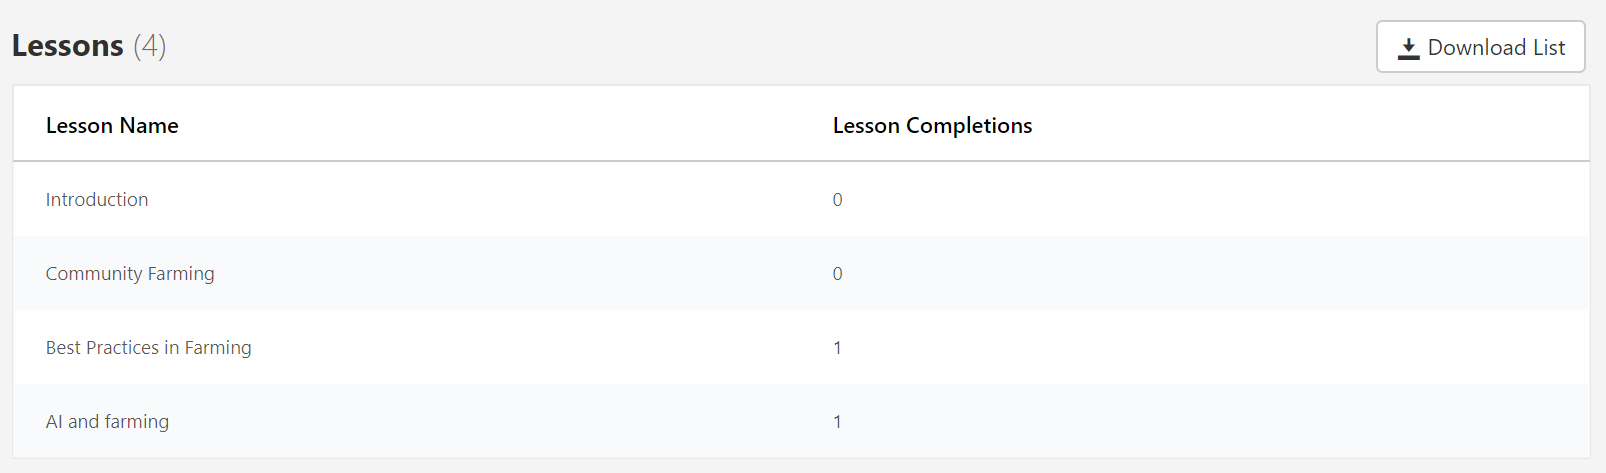 Lessons (4)
Download List
Lesson Name Lesson Completions
Introduction 0
Community Farming 0
Best Practices in Farming 1
AI and farming 1